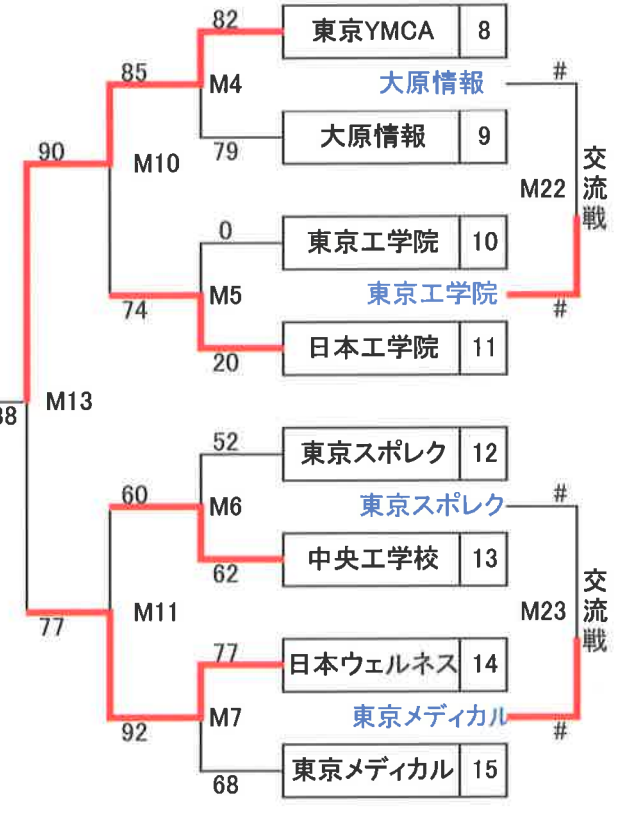 82
東京YMCA 8
85
M4
大原情報
#
79
大原情報 9
90
M10
交流戦
M22
0
東京工学院 10
74
M5
東京工学院
#
20
日本工学院 11
38
M13
52
東京スポレク 12
60
M6
東京スポレク
#
62
中央工学校 13
77
M11
交流戦
M23
77
日本ウェルネス 14
92
M7
東京メディカル
#
68
東京メディカル 15